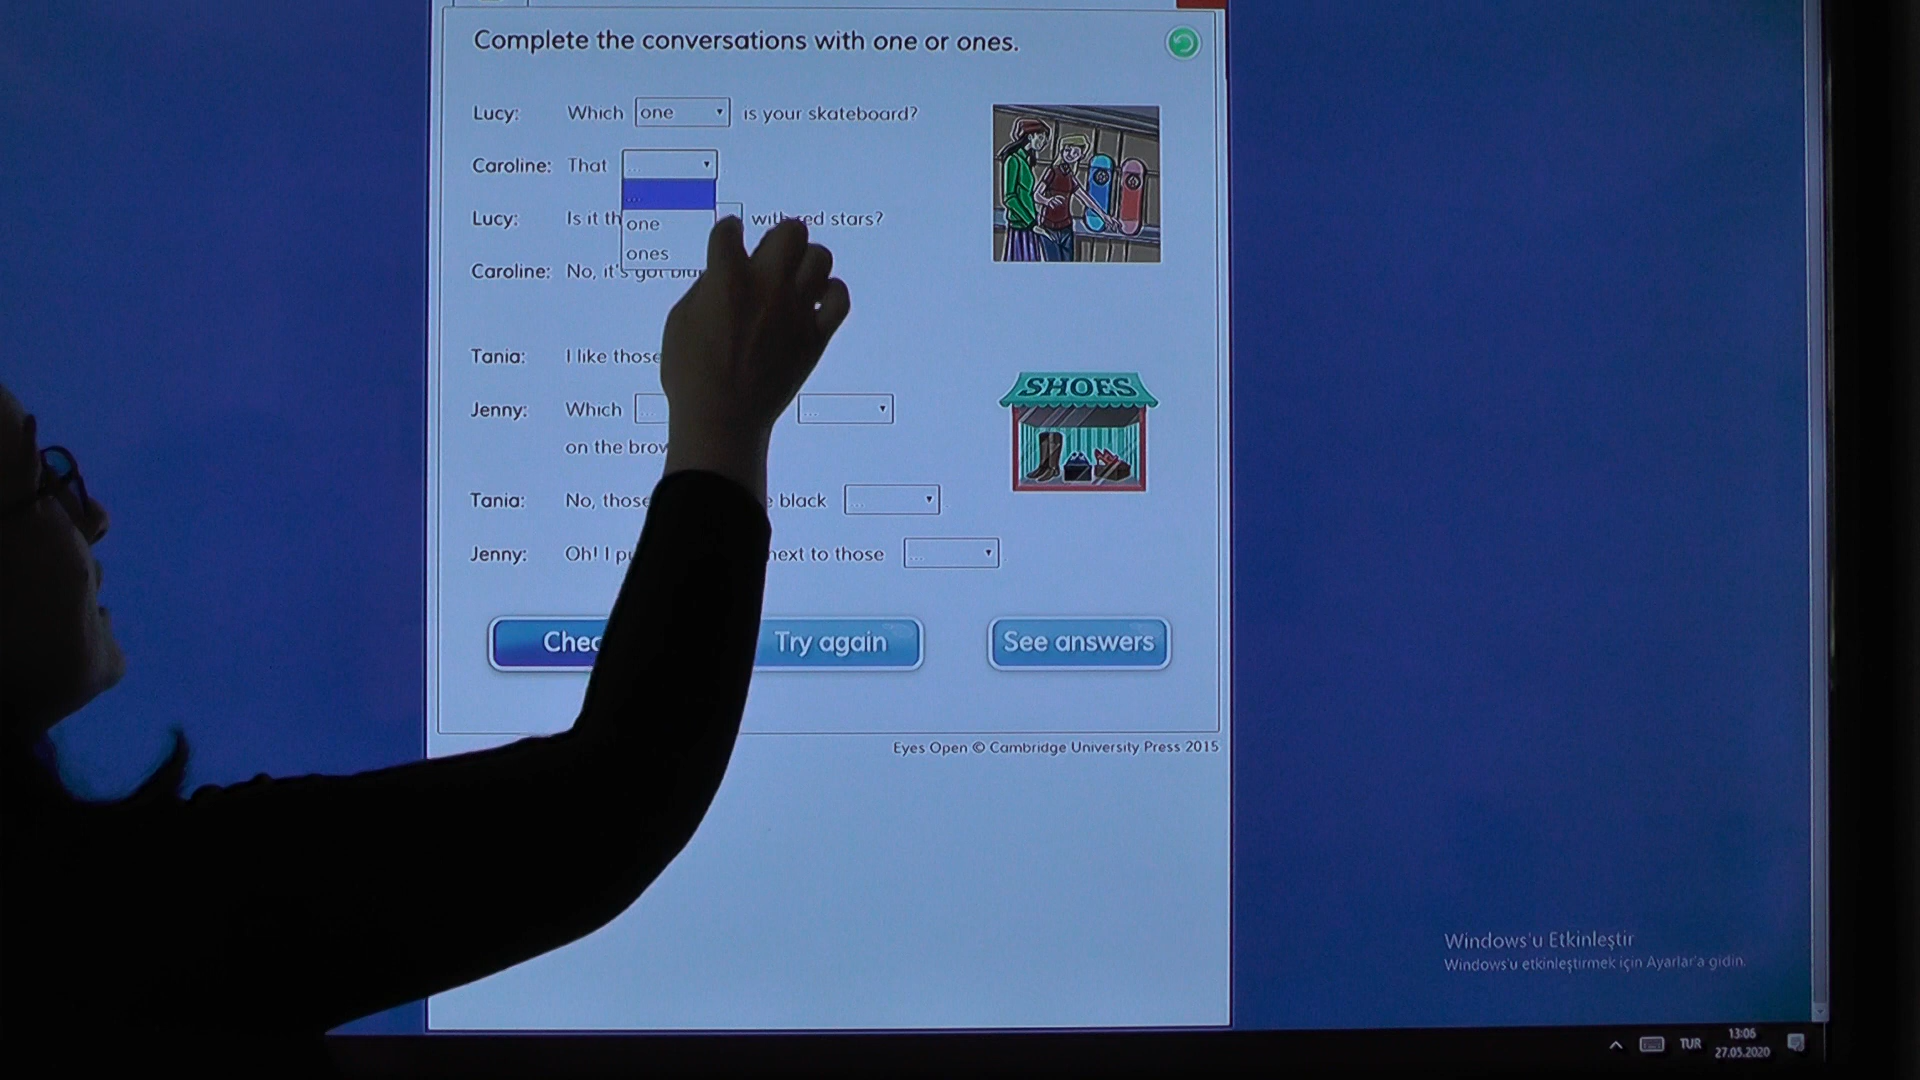 Complete the conversations with one or ones.
Lucy: Which one is your skateboard?
Caroline: That ...
...
one
ones
Lucy: Is it with red stars?
Caroline: No, it's got
Tania: I like those
Jenny: Which ... ...
on the
Tania: No, those black ...
Jenny: Oh! I next to those ...
SHOES
Try again See answers
Eyes Open © Cambridge University Press 2015
Windows'u Etkinleştir
Windows'u etkinleştirmek için Ayarlar'a gidin.
TUR 13:06
27.05.2020